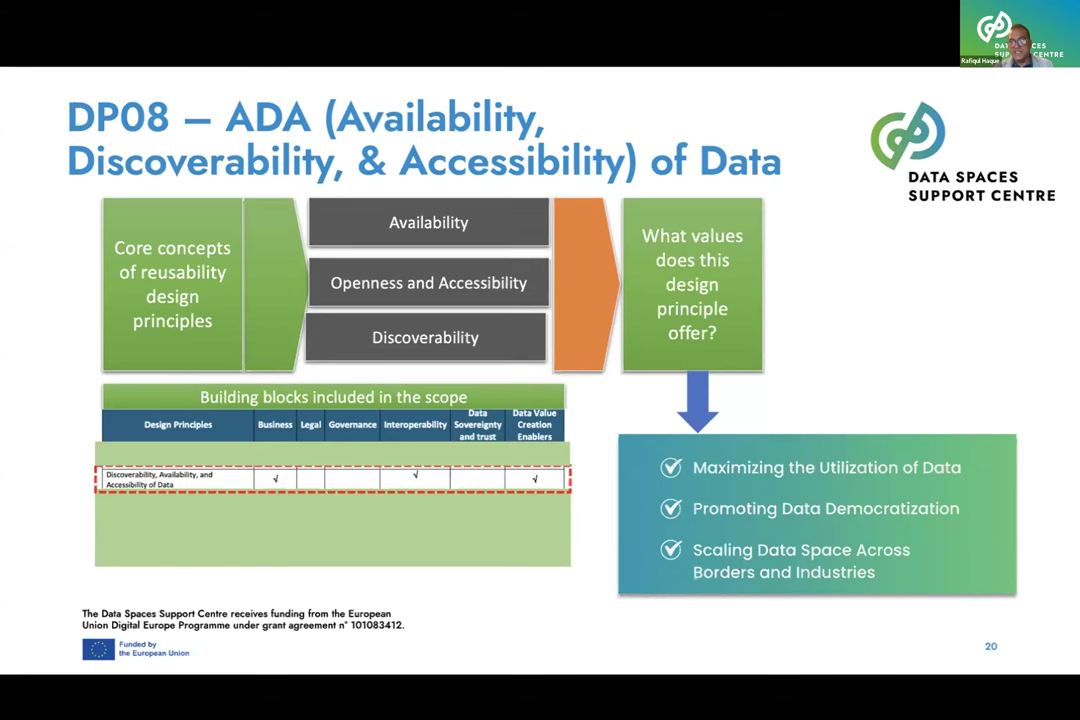 DATA SPACES
SUPPORT CENTRE
Rafiqul Haque
DP08 – ADA (Availability,
Discoverability, & Accessibility) of Data
DATA SPACES
SUPPORT CENTRE
Core concepts
of reusability
design
principles
Availability
Openness and Accessibility
Discoverability
What values
does this
design
principle
offer?
Building blocks included in the scope
Design Principles
Business
Legal
Governance
Interoperability
Data
Sovereignty
and trust
Data Value
Creation
Enablers
Discoverability, Availability, and
Accessibility of Data
√
√
√
Maximizing the Utilization of Data
Promoting Data Democratization
Scaling Data Space Across
Borders and Industries
The Data Spaces Support Centre receives funding from the European
Union Digital Europe Programme under grant agreement n° 101083412.
Funded by
the European Union
20